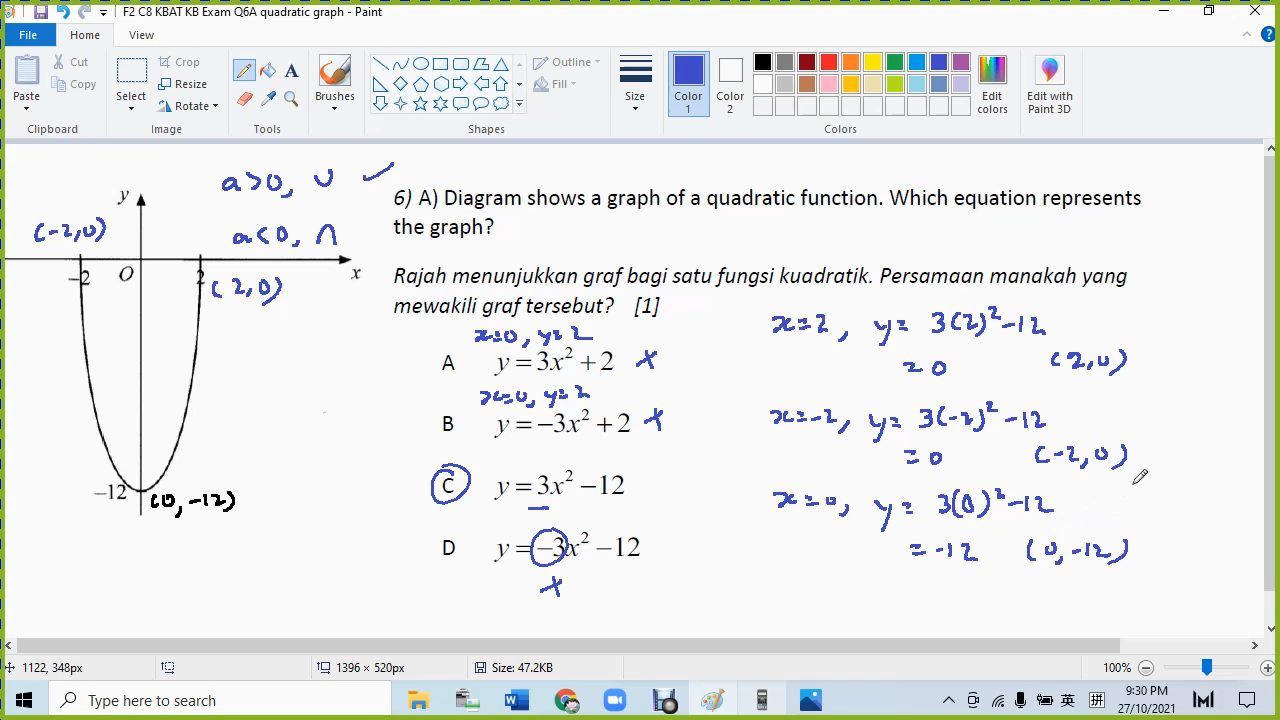 F2 C8 KBAT KB Exam Q6A quadratic graph - Paint
File Home View
Paste Cut Copy Clipboard
Select Crop Resize Rotate Image
Tools
Brushes
Shapes Outline Fill
Size
Color 1 Color 2 Edit colors Colors
Edit with Paint 3D
a>0, ∪ ✓
a<0, ∩
y
(-2,0)
-2 O 2 x
(2,0)
-12 (0,-12)
6) A) Diagram shows a graph of a quadratic function. Which equation represents
the graph?
Rajah menunjukkan graf bagi satu fungsi kuadratik. Persamaan manakah yang
mewakili graf tersebut? [1]
x=0, y=2
A y = 3x² + 2 ×
x=0, y=2
B y = −3x² + 2 ×
C y = 3x² − 12
D y = −3x² − 12
×
x=2, y= 3(2)²-12
=0 (2,0)
x=-2, y= 3(-2)²-12
=0 (-2,0)
x=0, y= 3(0)²-12
=-12 (0,-12)
1122, 348px 1396 × 520px Size: 47.2KB 100%
Type here to search
英 拼 9:30 PM
27/10/2021